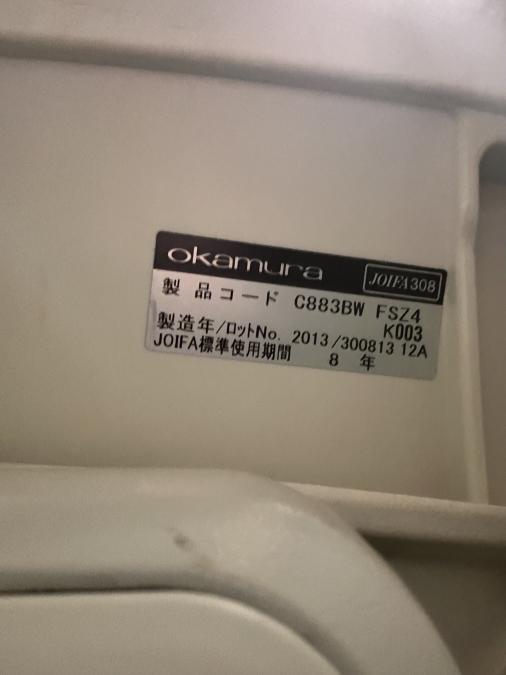 okamura JOIFA308
製品コード C883BW FSZ4
K003
製造年/ロットNo. 2013/300813 12A
JOIFA標準使用期間 8 年